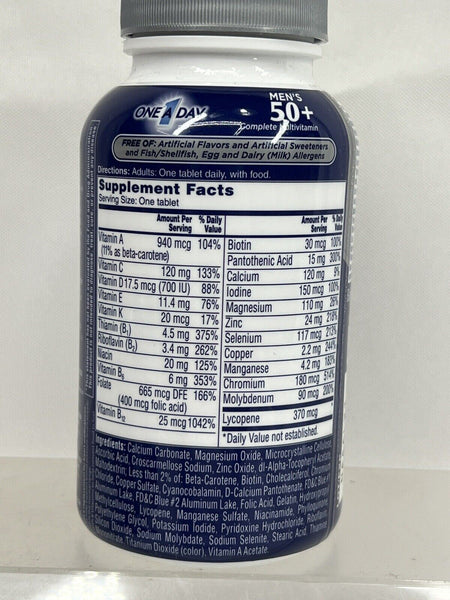 ONE A DAY
MEN'S
50+
Complete Multivitamin
FREE OF: Artificial Flavors and Artificial Sweeteners
and Fish/Shellfish, Egg and Dairy (Milk) Allergens
Directions: Adults: One tablet daily, with food.
Supplement Facts
Serving Size: One tablet
Amount Per Serving % Daily Value
Vitamin A 940 mcg 104%
(11% as beta-carotene)
Vitamin C 120 mg 133%
Vitamin D 17.5 mcg (700 IU) 88%
Vitamin E 11.4 mg 76%
Vitamin K 20 mcg 17%
Thiamin (B₁) 4.5 mg 375%
Riboflavin (B₂) 3.4 mg 262%
Niacin 20 mg 125%
Vitamin B₆ 6 mg 353%
Folate 665 mcg DFE 166%
(400 mcg folic acid)
Vitamin B₁₂ 25 mcg 1042%
Amount Per Serving % Daily Value
Biotin 30 mcg 100%
Pantothenic Acid 15 mg 300%
Calcium 120 mg 9%
Iodine 150 mcg 100%
Magnesium 110 mg 26%
Zinc 24 mg 218%
Selenium 117 mcg 213%
Copper 2.2 mg 244%
Manganese 4.2 mg 183%
Chromium 180 mcg 514%
Molybdenum 90 mcg 200%
Lycopene 370 mcg
*Daily Value not established.
Ingredients: Calcium Carbonate, Magnesium Oxide, Microcrystalline Cellulose,
Ascorbic Acid, Croscarmellose Sodium, Zinc Oxide, dl-Alpha-Tocopheryl Acetate,
Maltodextrin. Less than 2% of: Beta-Carotene, Biotin, Cholecalciferol, Chromium
Chloride, Copper Sulfate, Cyanocobalamin, D-Calcium Pantothenate, FD&C Blue #
Aluminum Lake, FD&C Blue #2 Aluminum Lake, Folic Acid, Gelatin, Hydroxypropyl
Methylcellulose, Lycopene, Manganese Sulfate, Niacinamide,
Polyethylene Glycol, Potassium Iodide, Pyridoxine Hydrochloride, Riboflavin,
Silicon Dioxide, Sodium Molybdate, Sodium Selenite, Stearic Acid, Thiamine
Mononitrate, Titanium Dioxide (color), Vitamin A Acetate.